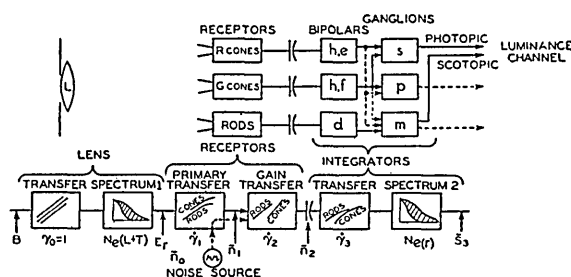 GANGLIONS
RECEPTORS BIPOLARS PHOTOPIC
R CONES h,e s LUMINANCE CHANNEL
SCOTOPIC
G CONES h,f p
L
RODS d m
RECEPTORS
LENS INTEGRATORS
TRANSFER SPECTRUM 1 PRIMARY TRANSFER GAIN TRANSFER TRANSFER SPECTRUM 2
CONES RODS RODS CONES RODS CONES
B γ₀=1 Ne(L+T) Er γ̇₁ n̄₁ γ̇₂ n̄₂ γ̇₃ Ne(r) S̄₃
n̄₀
NOISE SOURCE